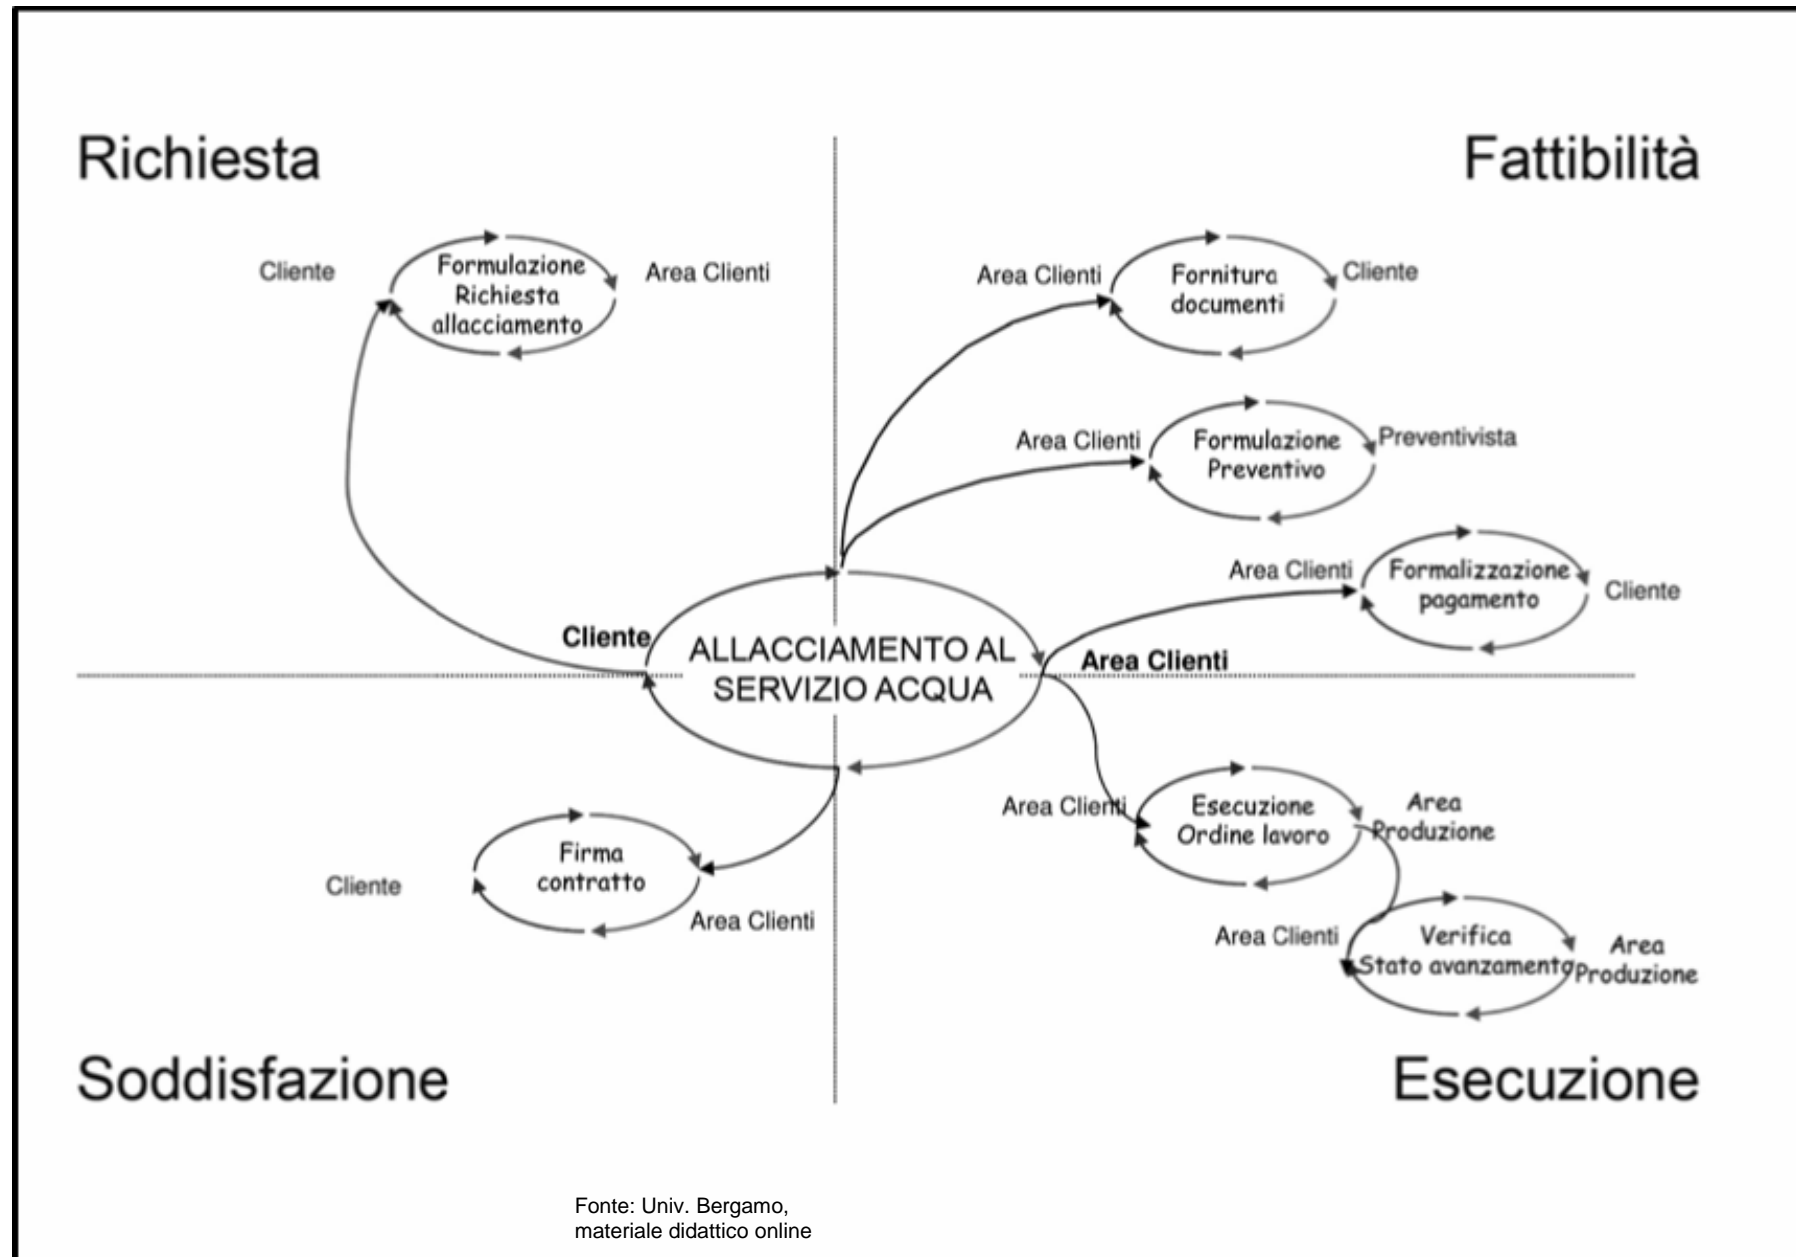 Richiesta
Fattibilità
Cliente
Formulazione
Richiesta
allacciamento
Area Clienti
Area Clienti
Fornitura
documenti
Cliente
Area Clienti
Formulazione
Preventivo
Preventivista
Area Clienti
Formalizzazione
pagamento
Cliente
Cliente
ALLACCIAMENTO AL
SERVIZIO ACQUA
Area Clienti
Area Clienti
Esecuzione
Ordine lavoro
Area
Produzione
Cliente
Firma
contratto
Area Clienti
Area Clienti
Verifica
Stato avanzamento
Area
Produzione
Soddisfazione
Esecuzione
Fonte: Univ. Bergamo,
materiale didattico online